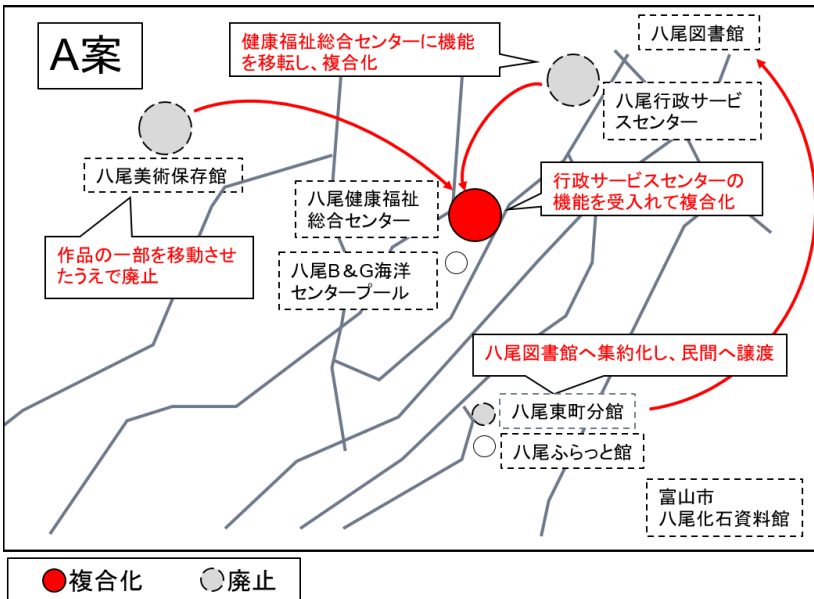 A案
健康福祉総合センターに機能
を移転し、複合化
八尾図書館
八尾行政サービ
スセンター
八尾美術保存館
作品の一部を移動させ
たうえで廃止
八尾健康福祉
総合センター
行政サービスセンターの
機能を受入れて複合化
八尾B＆G海洋
センタープール
八尾図書館へ集約化し、民間へ譲渡
八尾東町分館
八尾ふらっと館
富山市
八尾化石資料館
複合化
廃止